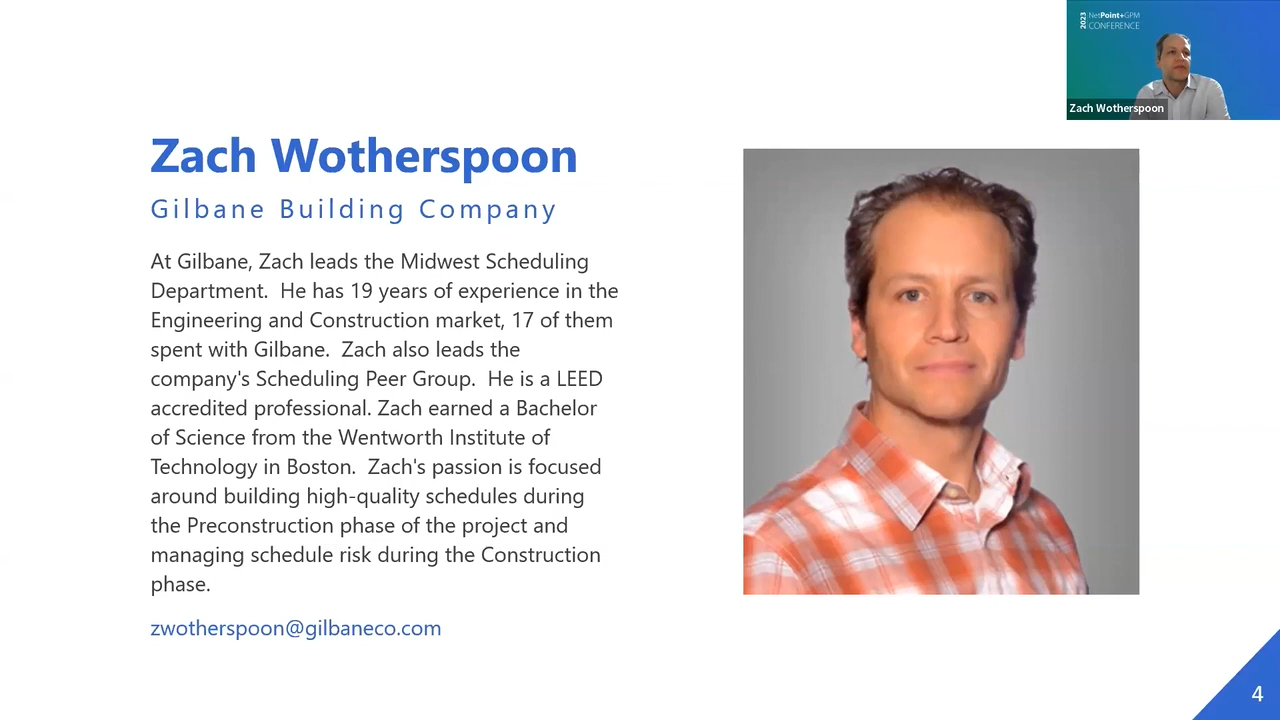 2023 NetPoint+GPM
CONFERENCE
Zach Wotherspoon
Zach Wotherspoon
Gilbane Building Company
At Gilbane, Zach leads the Midwest Scheduling
Department.  He has 19 years of experience in the
Engineering and Construction market, 17 of them
spent with Gilbane.  Zach also leads the
company's Scheduling Peer Group.  He is a LEED
accredited professional. Zach earned a Bachelor
of Science from the Wentworth Institute of
Technology in Boston.  Zach's passion is focused
around building high-quality schedules during
the Preconstruction phase of the project and
managing schedule risk during the Construction
phase.
zwotherspoon@gilbaneco.com
4